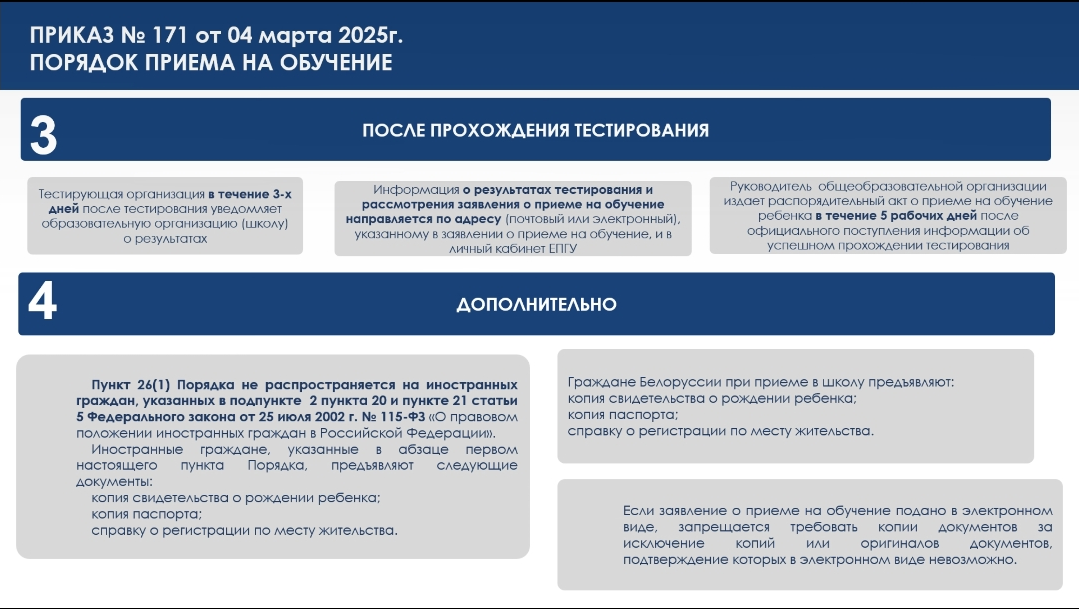 ПРИКАЗ № 171 от 04 марта 2025г.
ПОРЯДОК ПРИЕМА НА ОБУЧЕНИЕ
3
ПОСЛЕ ПРОХОЖДЕНИЯ ТЕСТИРОВАНИЯ
Тестирующая организация в течение 3-х
дней после тестирования уведомляет
образовательную организацию (школу)
о результатах
Информация о результатах тестирования и
рассмотрения заявления о приеме на обучение
направляется по адресу (почтовый или электронный),
указанному в заявлении о приеме на обучение, и в
личный кабинет ЕПГУ
Руководитель общеобразовательной организации
издает распорядительный акт о приеме на обучение
ребенка в течение 5 рабочих дней после
официального поступления информации об
успешном прохождении тестирования
4
ДОПОЛНИТЕЛЬНО
Пункт 26(1) Порядка не распространяется на иностранных
граждан, указанных в подпункте 2 пункта 20 и пункте 21 статьи
5 Федерального закона от 25 июля 2002 г. № 115-ФЗ «О правовом
положении иностранных граждан в Российской Федерации».
Иностранные граждане, указанные в абзаце первом
настоящего пункта Порядка, предъявляют следующие
документы:
копия свидетельства о рождении ребенка;
копия паспорта;
справку о регистрации по месту жительства.
Граждане Белоруссии при приеме в школу предъявляют:
копия свидетельства о рождении ребенка;
копия паспорта;
справку о регистрации по месту жительства.
Если заявление о приеме на обучение подано в электронном
виде, запрещается требовать копии документов за
исключение копий или оригиналов документов,
подтверждение которых в электронном виде невозможно.